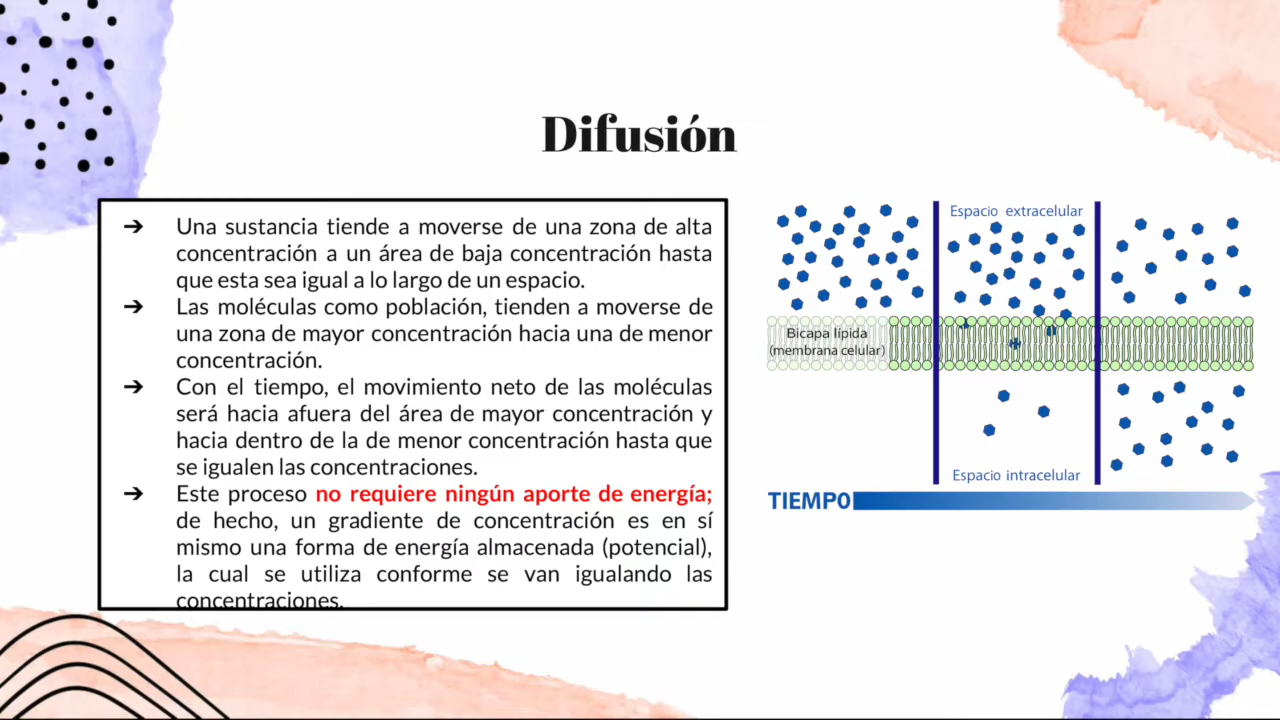 Difusión
➔ Una sustancia tiende a moverse de una zona de alta
concentración a un área de baja concentración hasta
que esta sea igual a lo largo de un espacio.
➔ Las moléculas como población, tienden a moverse de
una zona de mayor concentración hacia una de menor
concentración.
➔ Con el tiempo, el movimiento neto de las moléculas
será hacia afuera del área de mayor concentración y
hacia dentro de la de menor concentración hasta que
se igualen las concentraciones.
➔ Este proceso no requiere ningún aporte de energía;
de hecho, un gradiente de concentración es en sí
mismo una forma de energía almacenada (potencial),
la cual se utiliza conforme se van igualando las
concentraciones.
Espacio extracelular
Bicapa lípida
(membrana celular)
Espacio intracelular
TIEMPO